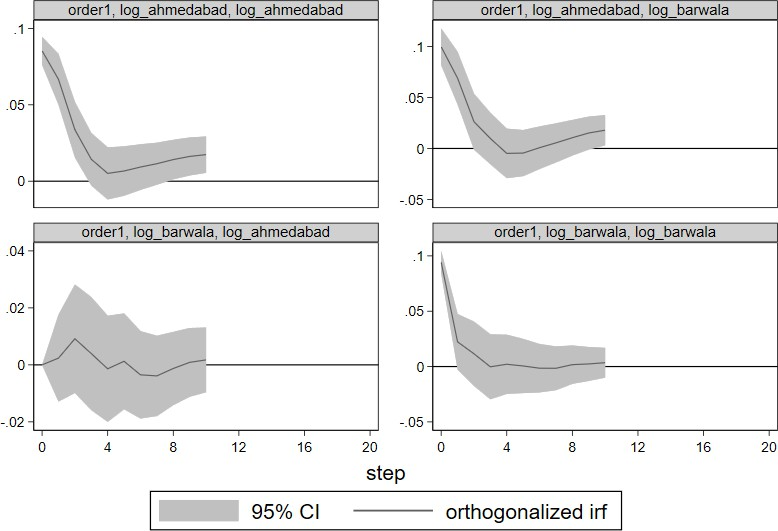 order1, log_ahmedabad, log_ahmedabad
order1, log_ahmedabad, log_barwala
.1
.05
0
.1
.05
0
-.05
order1, log_barwala, log_ahmedabad
order1, log_barwala, log_barwala
.04
.02
0
-.02
.1
.05
0
-.05
0 4 8 12 16 20
0 4 8 12 16 20
step
95% CI
orthogonalized irf